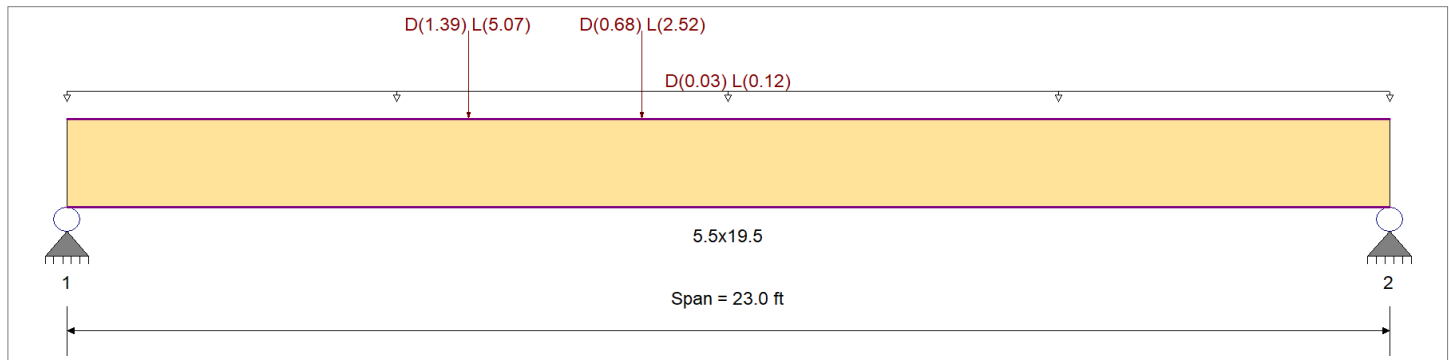 D(1.39) L(5.07) D(0.68) L(2.52)
D(0.03) L(0.12)
5.5x19.5
1 2
Span = 23.0 ft